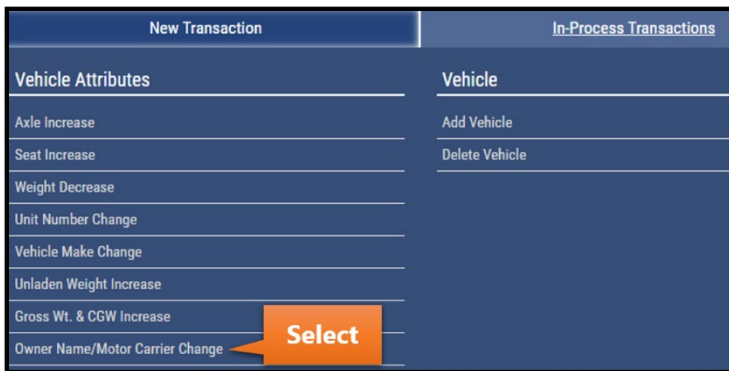 New Transaction
In-Process Transactions
Vehicle Attributes
Axle Increase
Seat Increase
Weight Decrease
Unit Number Change
Vehicle Make Change
Unladen Weight Increase
Gross Wt. & CGW Increase
Owner Name/Motor Carrier Change
Select
Vehicle
Add Vehicle
Delete Vehicle